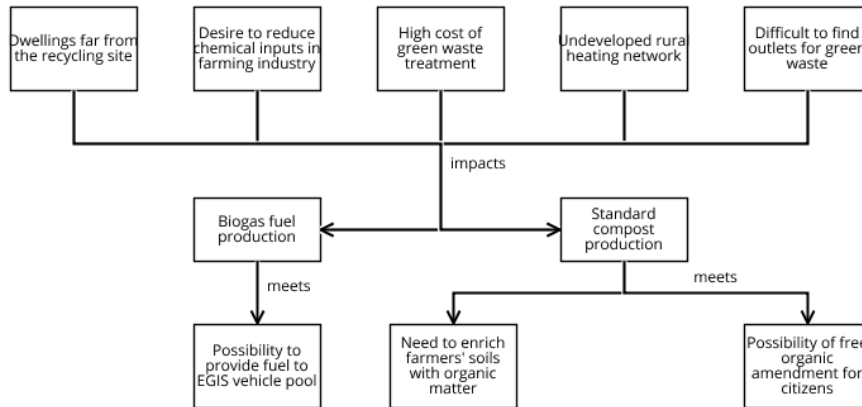 Dwellings far from
the recycling site
Desire to reduce
chemical inputs in
farming industry
High cost of
green waste
treatment
Undeveloped rural
heating network
Difficult to find
outlets for green
waste
impacts
Biogas fuel
production
Standard
compost
production
meets
meets
Possibility to
provide fuel to
EGIS vehicle pool
Need to enrich
farmers' soils
with organic
matter
Possibility of free
organic
amendment for
citizens